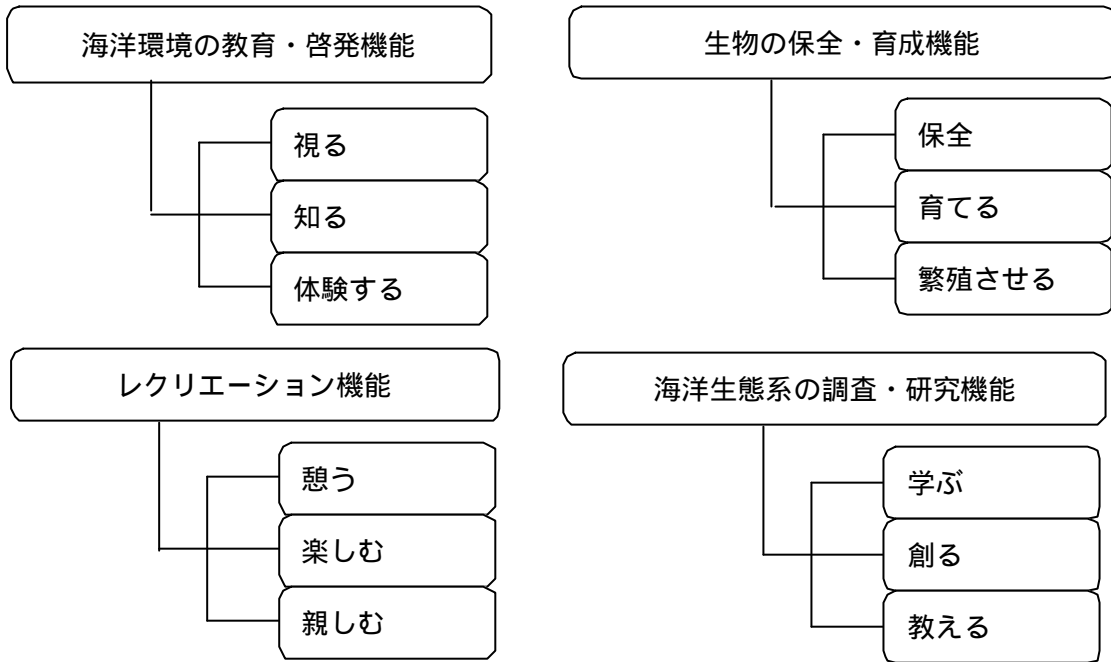 海洋環境の教育・啓発機能
視る
知る
体験する
生物の保全・育成機能
保全
育てる
繁殖させる
レクリエーション機能
憩う
楽しむ
親しむ
海洋生態系の調査・研究機能
学ぶ
創る
教える